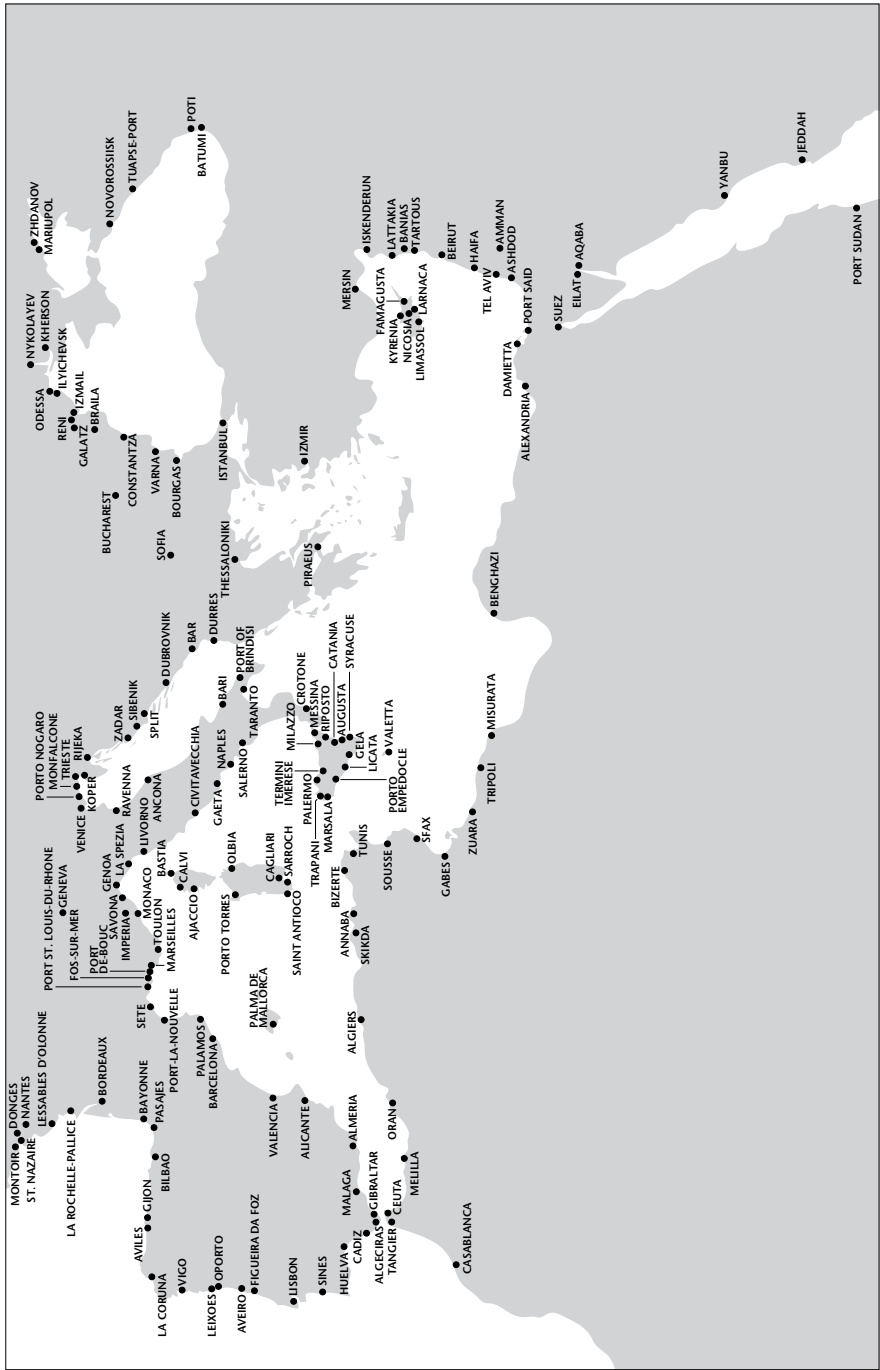 MONTOIR
DONGES
ST. NAZAIRE
NANTES
LESSABLES D'OLONNE
LA ROCHELLE-PALLICE
BORDEAUX
BAYONNE
PASAJES
BILBAO
GIJON
AVILES
LA CORUNA
VIGO
LEIXOES
OPORTO
AVEIRO
FIGUEIRA DA FOZ
LISBON
SINES
HUELVA
CADIZ
ALGECIRAS
GIBRALTAR
TANGIER
CEUTA
MALAGA
ALMERIA
MELILLA
ORAN
CASABLANCA
ALICANTE
VALENCIA
BARCELONA
PALAMOS
PALMA DE
MALLORCA
PORT-LA-NOUVELLE
SETE
PORT ST. LOUIS-DU-RHONE
FOS-SUR-MER
PORT
DE-BOUC
MARSEILLES
TOULON
GENEVA
MONACO
IMPERIA
SAVONA
GENOA
LA SPEZIA
LIVORNO
BASTIA
CALVI
AJACCIO
OLBIA
PORTO TORRES
CAGLIARI
SARROCH
SAINT ANTIOCO
ALGIERS
SKIKDA
ANNABA
BIZERTE
TUNIS
SOUSSE
SFAX
GABES
ZUARA
TRIPOLI
MISURATA
BENGHAZI
CIVITAVECCHIA
GAETA
NAPLES
SALERNO
TARANTO
BARI
PORT OF
BRINDISI
CROTONE
MILAZZO
MESSINA
RIPOSTO
CATANIA
AUGUSTA
SYRACUSE
TERMINI
IMERESE
PALERMO
TRAPANI
MARSALA
GELA
LICATA
PORTO
EMPEDOCLE
VALETTA
ANCONA
RAVENNA
VENICE
PORTO NOGARO
MONFALCONE
TRIESTE
KOPER
RIJEKA
ZADAR
SIBENIK
SPLIT
DUBROVNIK
BAR
DURRES
THESSALONIKI
PIRAEUS
IZMIR
ISTANBUL
SOFIA
BUCHAREST
BOURGAS
VARNA
CONSTANTZA
BRAILA
GALATZ
RENI
IZMAIL
ODESSA
ILYICHEVSK
NYKOLAYEV
KHERSON
ZHDANOV
MARIUPOL
NOVOROSSIISK
TUAPSE-PORT
POTI
BATUMI
MERSIN
ISKENDERUN
LATTAKIA
BANIAS
TARTOUS
FAMAGUSTA
KYRENIA
NICOSIA
LARNACA
LIMASSOL
BEIRUT
HAIFA
TEL AVIV
AMMAN
ASHDOD
PORT SAID
DAMIETTA
ALEXANDRIA
SUEZ
EILAT
AQABA
YANBU
JEDDAH
PORT SUDAN